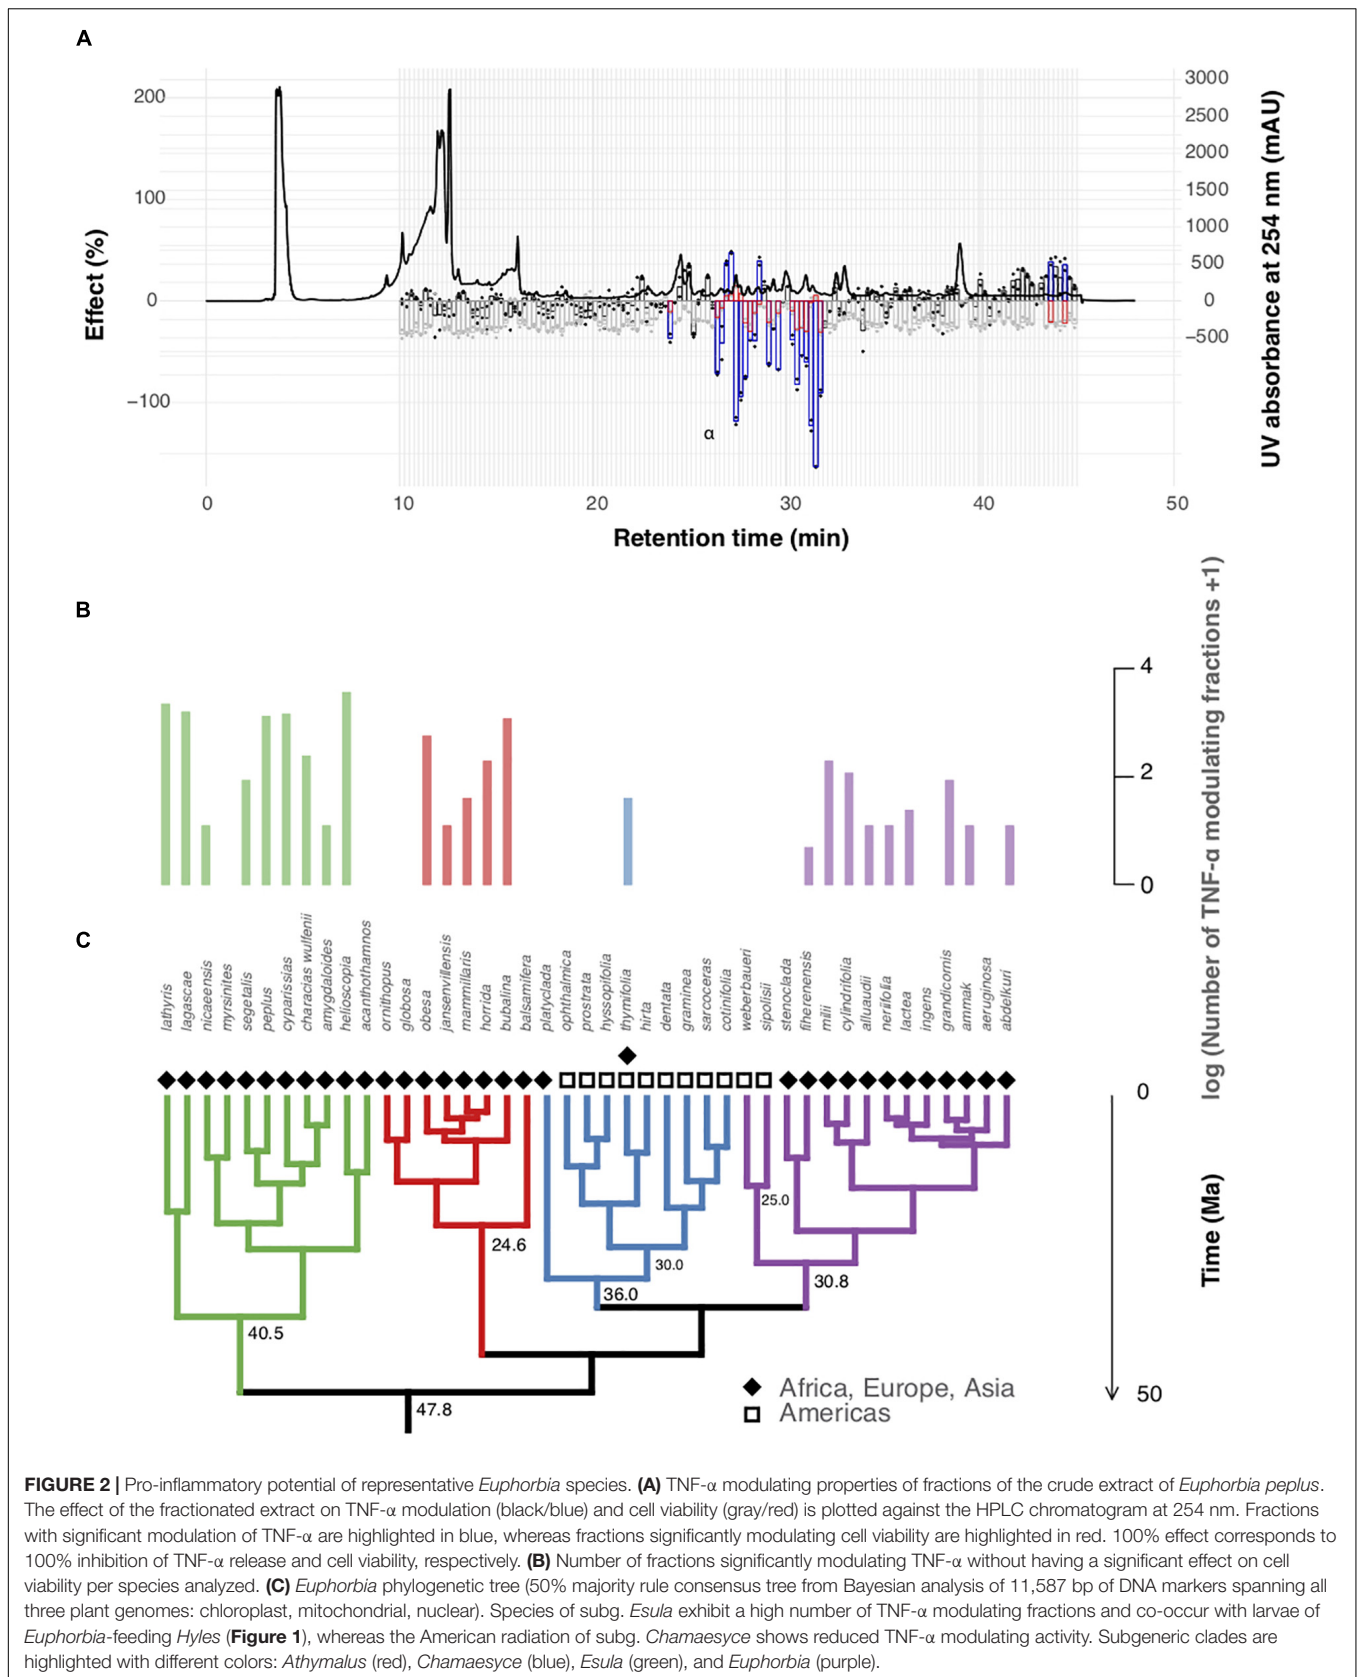 A
200
100
0
−100
Effect (%)
3000
2500
2000
1500
1000
500
0
−500
UV absorbance at 254 nm (mAU)
α
0 10 20 30 40 50
Retention time (min)
B
4
2
0
log (Number of TNF-α modulating fractions +1)
C
lathyris
lagascae
nicaeensis
myrsinites
segetalis
peplus
cyparissias
characias wulfenii
amygdaloides
helioscopia
acanthothamnos
ornithopus
globosa
obesa
jansenvillensis
mammillaris
horrida
bubalina
balsamifera
platyclada
ophthalmica
prostrata
hyssopifolia
thymifolia
hirta
dentata
graminea
sarcoceras
cotinifolia
weberbaueri
sipolisii
stenoclada
fiherenensis
milii
cylindrifolia
alluaudii
neriifolia
lactea
ingens
grandicornis
ammak
aeruginosa
abdelkuri
0
25.0
24.6
30.0
30.8
36.0
40.5
47.8
Time (Ma)
50
Africa, Europe, Asia
Americas
FIGURE 2 | Pro-inflammatory potential of representative Euphorbia species. (A) TNF-α modulating properties of fractions of the crude extract of Euphorbia peplus.
The effect of the fractionated extract on TNF-α modulation (black/blue) and cell viability (gray/red) is plotted against the HPLC chromatogram at 254 nm. Fractions
with significant modulation of TNF-α are highlighted in blue, whereas fractions significantly modulating cell viability are highlighted in red. 100% effect corresponds to
100% inhibition of TNF-α release and cell viability, respectively. (B) Number of fractions significantly modulating TNF-α without having a significant effect on cell
viability per species analyzed. (C) Euphorbia phylogenetic tree (50% majority rule consensus tree from Bayesian analysis of 11,587 bp of DNA markers spanning all
three plant genomes: chloroplast, mitochondrial, nuclear). Species of subg. Esula exhibit a high number of TNF-α modulating fractions and co-occur with larvae of
Euphorbia-feeding Hyles (Figure 1), whereas the American radiation of subg. Chamaesyce shows reduced TNF-α modulating activity. Subgeneric clades are
highlighted with different colors: Athymalus (red), Chamaesyce (blue), Esula (green), and Euphorbia (purple).